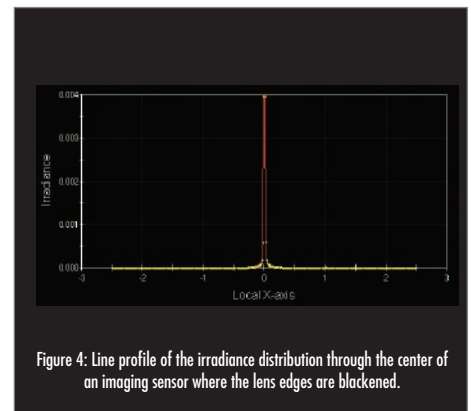 0.004
0.003
0.002
0.001
0.000
Irradiance
-3 -2 -1 0 1 2 3
Local X-axis
Figure 4: Line profile of the irradiance distribution through the center of
an imaging sensor where the lens edges are blackened.